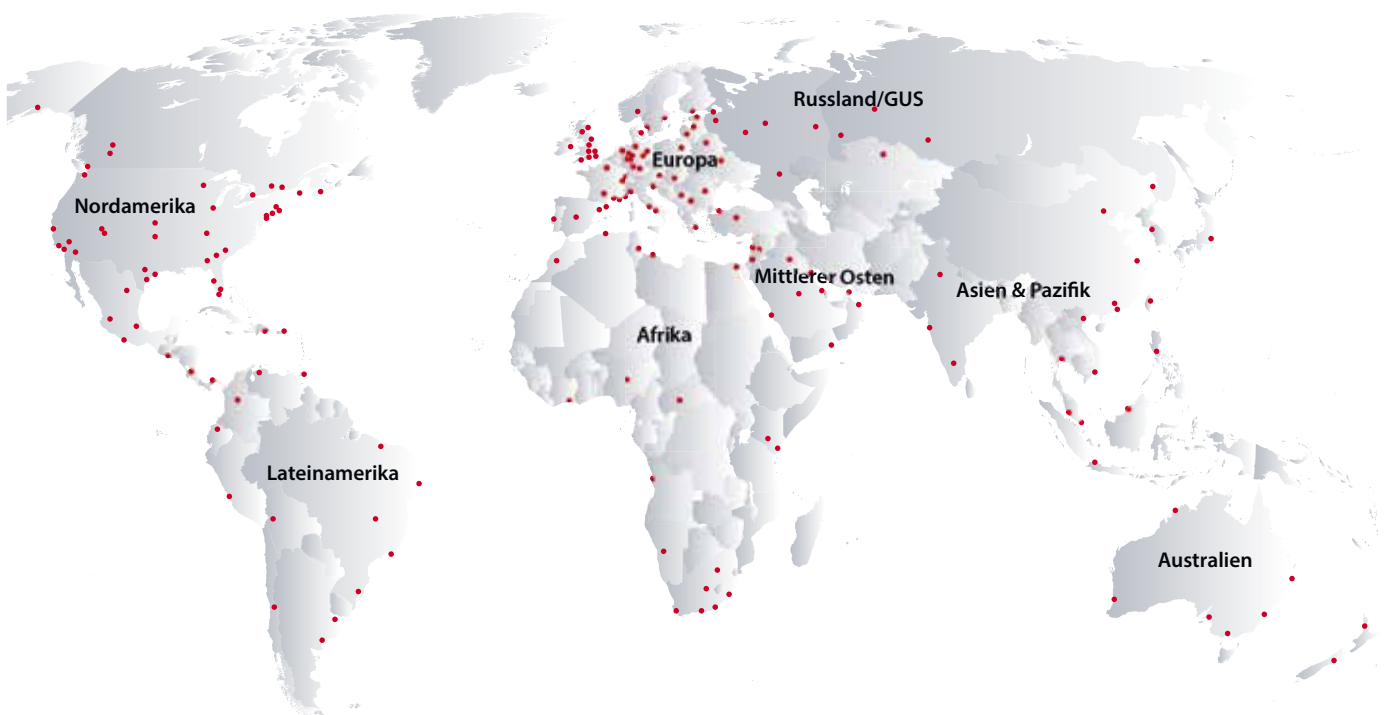 Russland/GUS
Europa
Nordamerika
Mittlerer Osten
Asien & Pazifik
Afrika
Lateinamerika
Australien